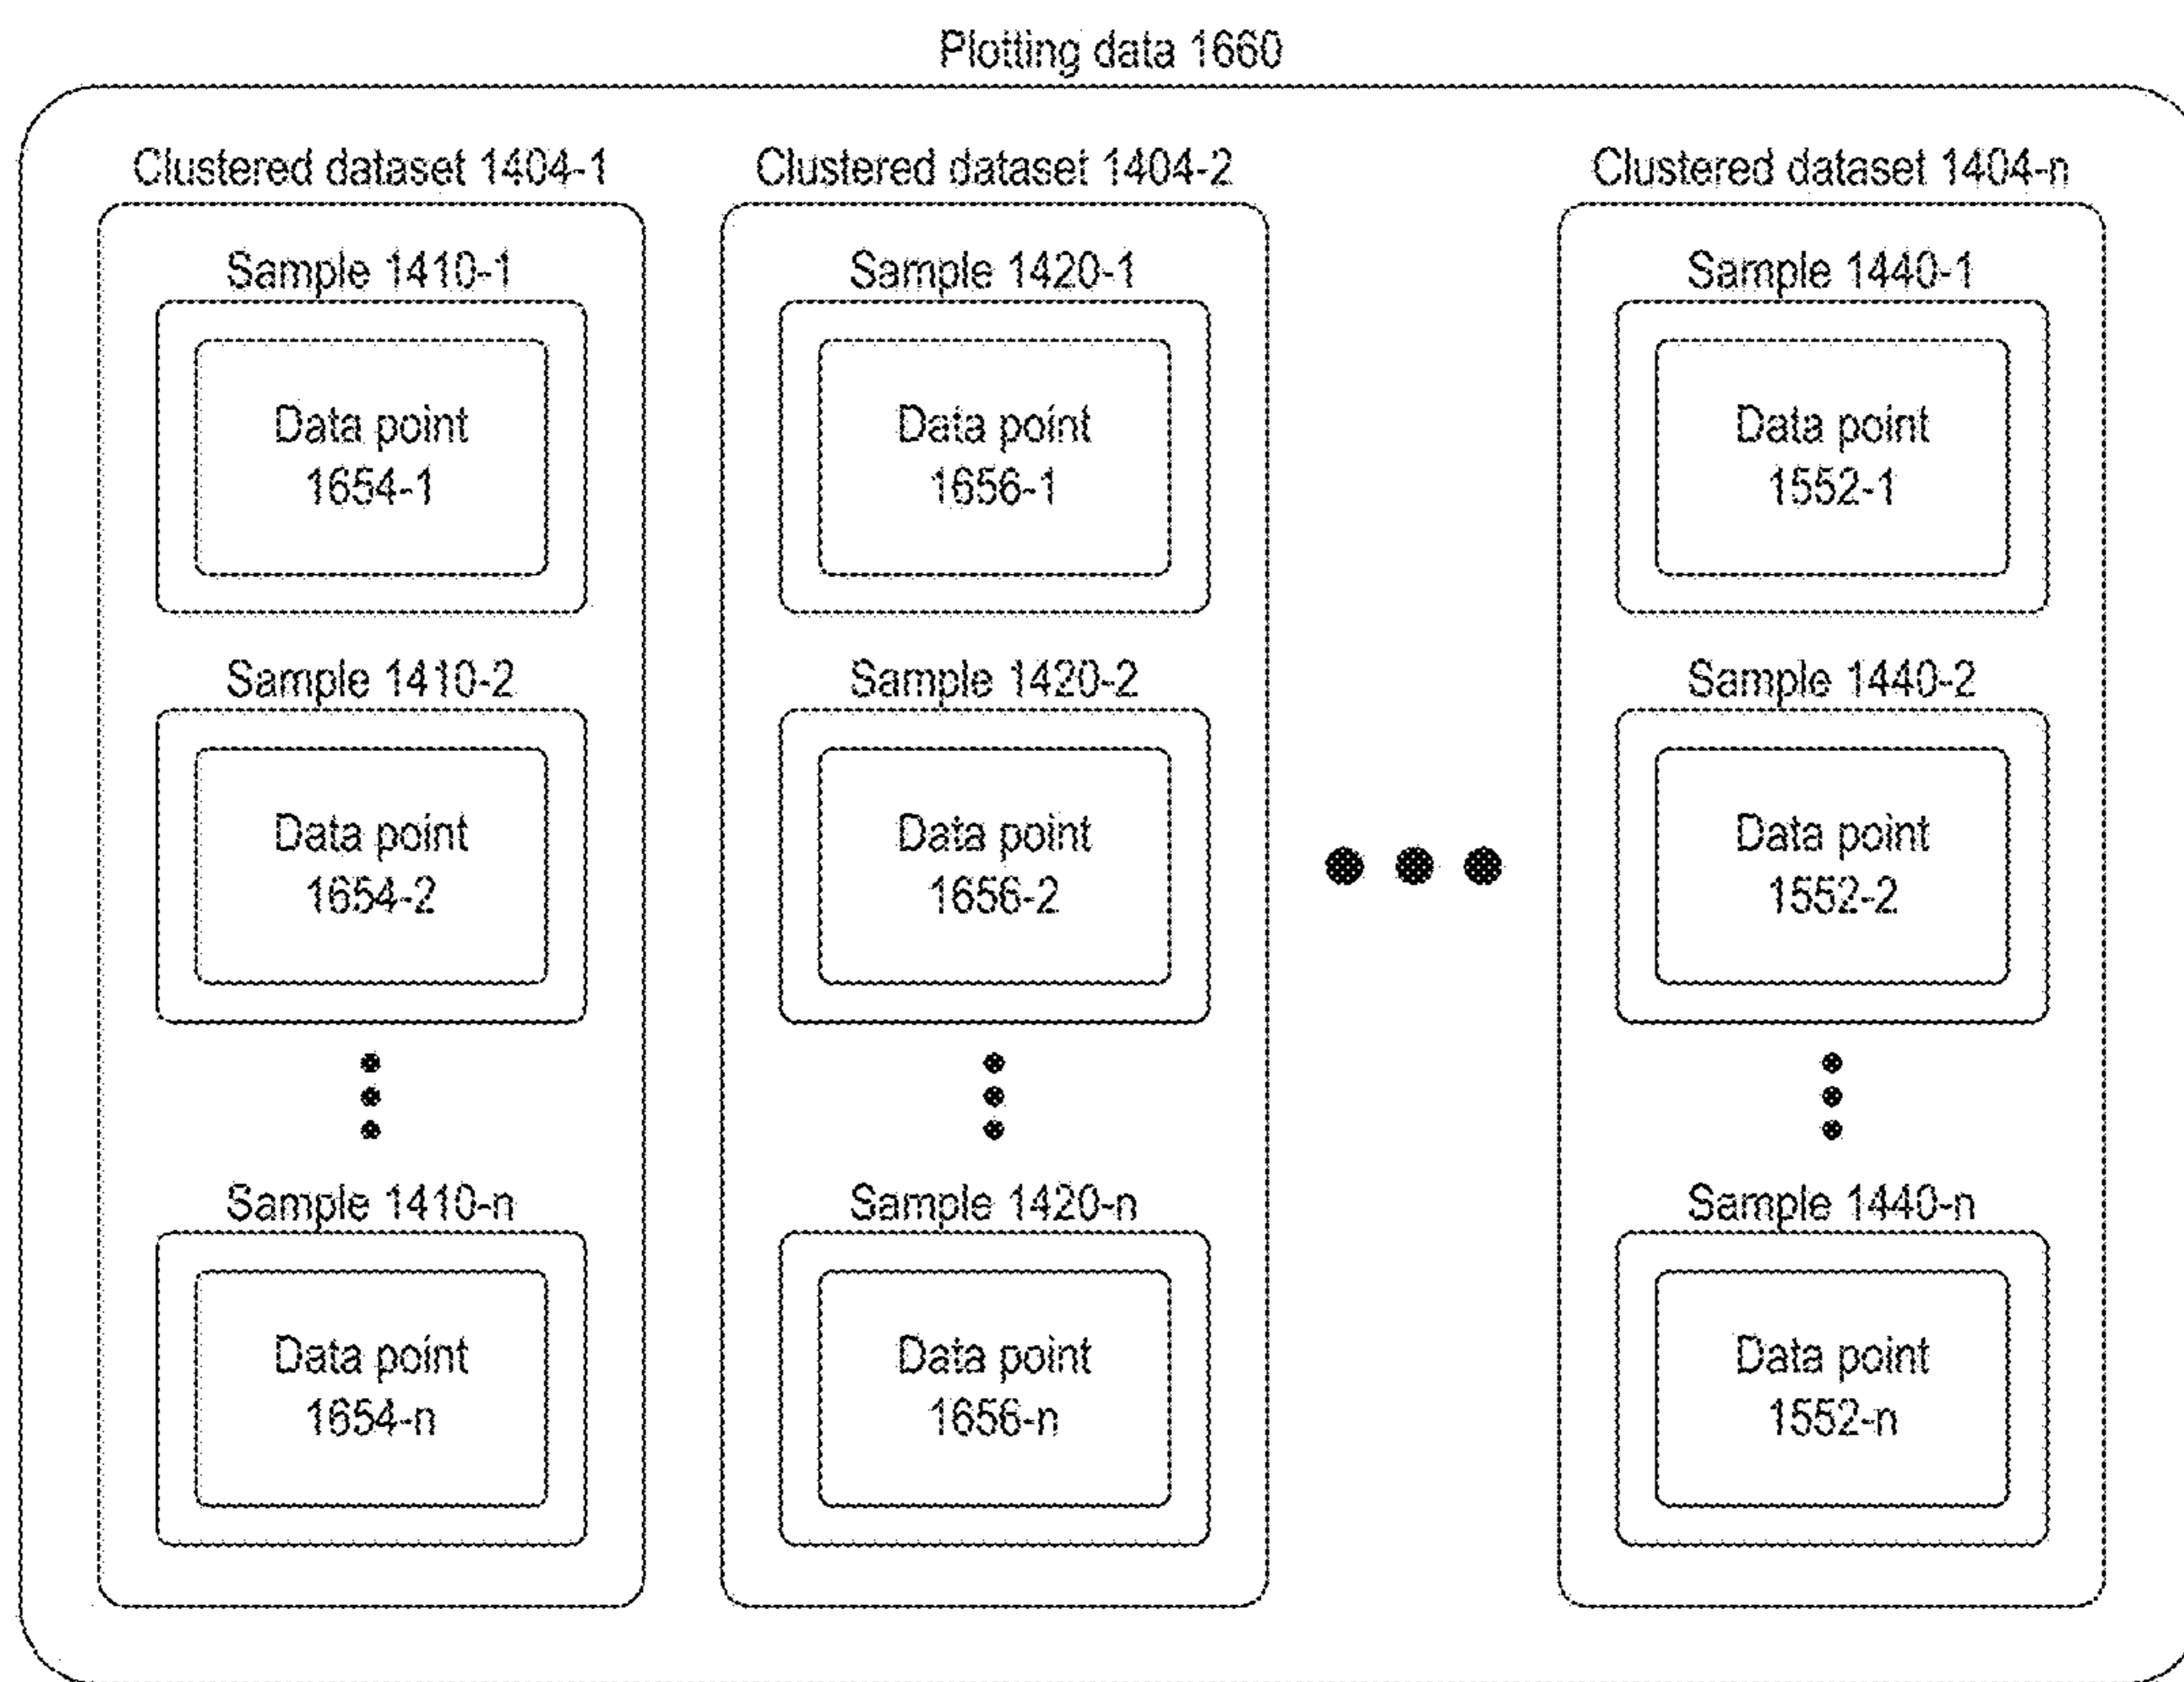 Plotting data 1660
Clustered dataset 1404-1
Clustered dataset 1404-2
Clustered dataset 1404-n
Sample 1410-1
Data point
1654-1
Sample 1410-2
Data point
1654-2
Sample 1410-n
Data point
1654-n
Sample 1420-1
Data point
1656-1
Sample 1420-2
Data point
1656-2
Sample 1420-n
Data point
1656-n
Sample 1440-1
Data point
1552-1
Sample 1440-2
Data point
1552-2
Sample 1440-n
Data point
1552-n